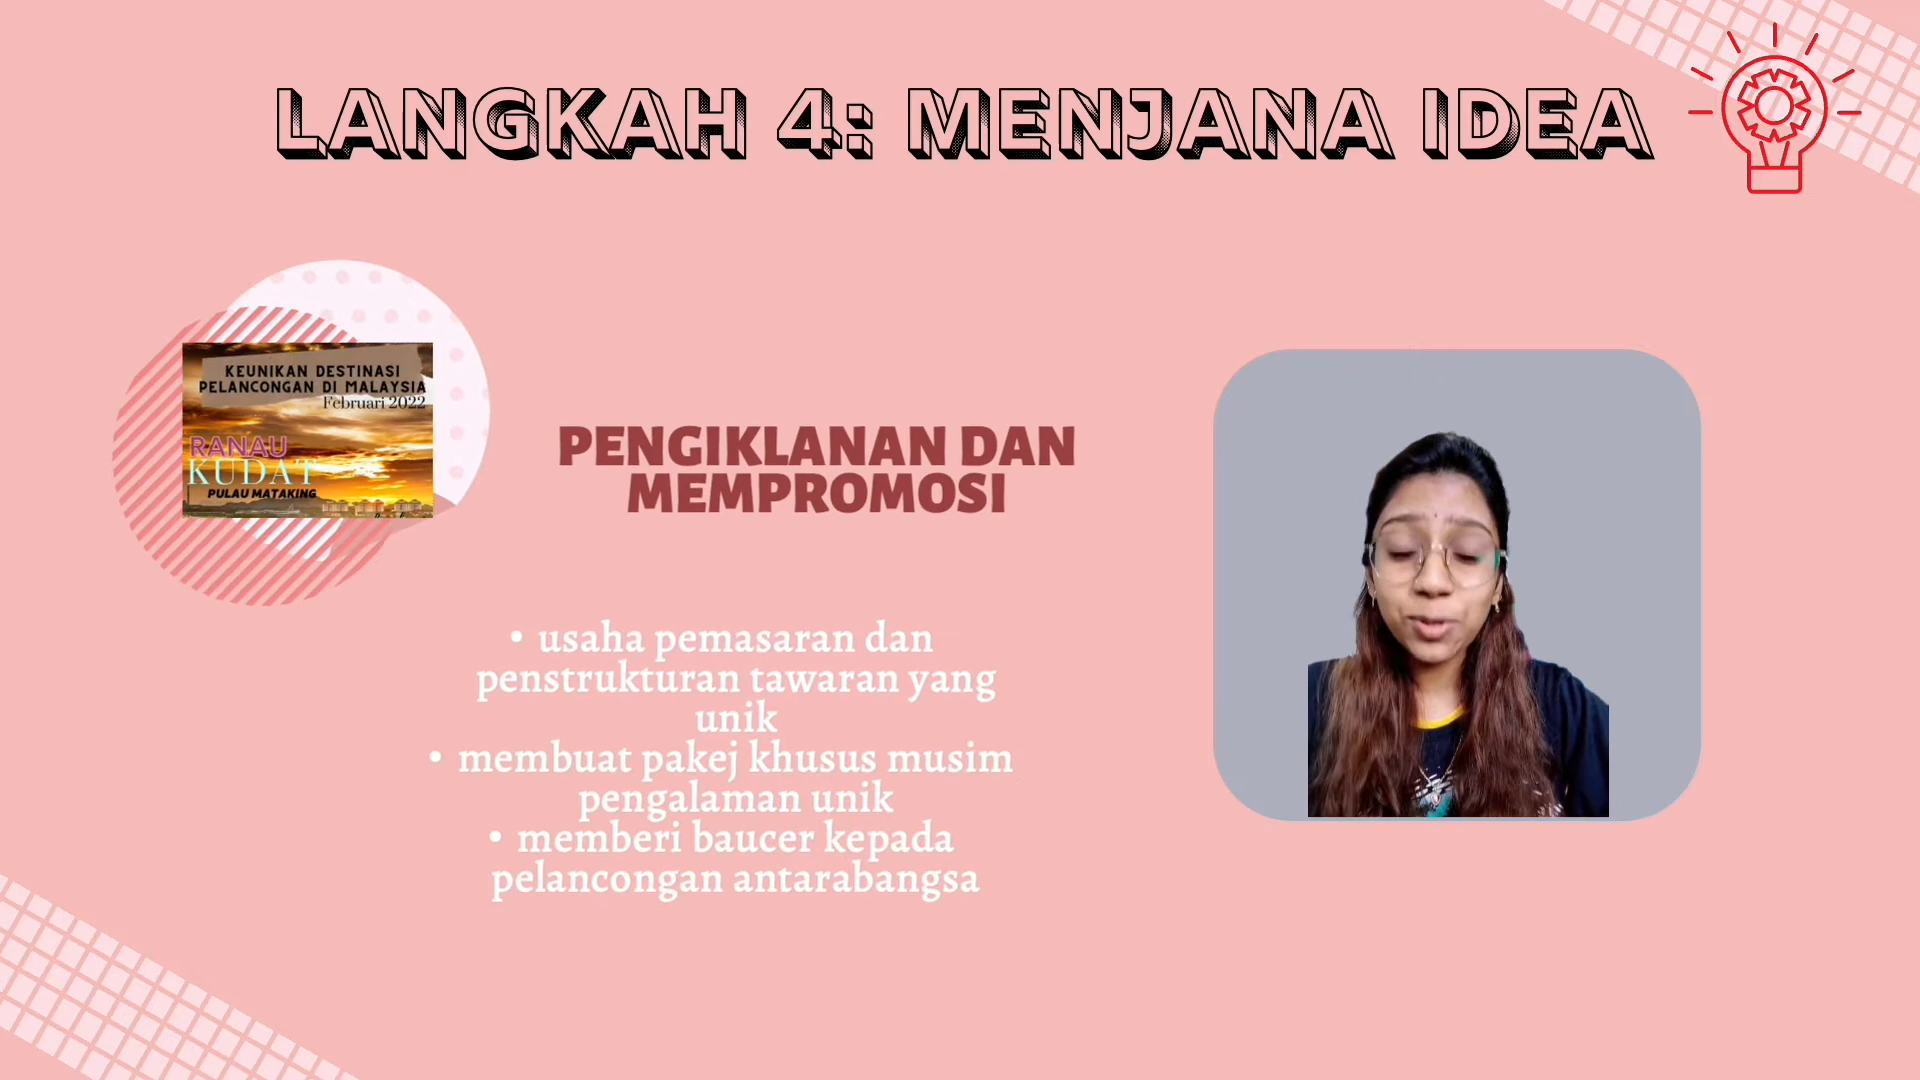 LANGKAH 4: MENJANA IDEA
KEUNIKAN DESTINASI
PELANCONGAN DI MALAYSIA
Februari 2022
RANAU
KUDAT
PULAU MATAKING
PENGIKLANAN DAN
MEMPROMOSI
• usaha pemasaran dan
penstrukturan tawaran yang
unik
• membuat pakej khusus musim
pengalaman unik
• memberi baucer kepada
pelancongan antarabangsa